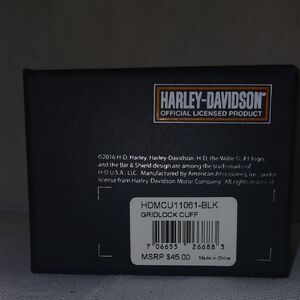 HARLEY-DAVIDSON
OFFICIAL LICENSED PRODUCT
©2016 H-D. Harley, Harley-Davidson, H-D, the Willie G. #1 logo,
and the Bar & Shield design are among the trademarks of
H-D U.S.A., LLC. Manufactured by American Accessories, Inc. under
license from Harley-Davidson Motor Company. All rights reserved.
HDMCU11061-BLK
GRIDLOCK CUFF
7 06655 26688 5
MSRP $45.00 Made in China